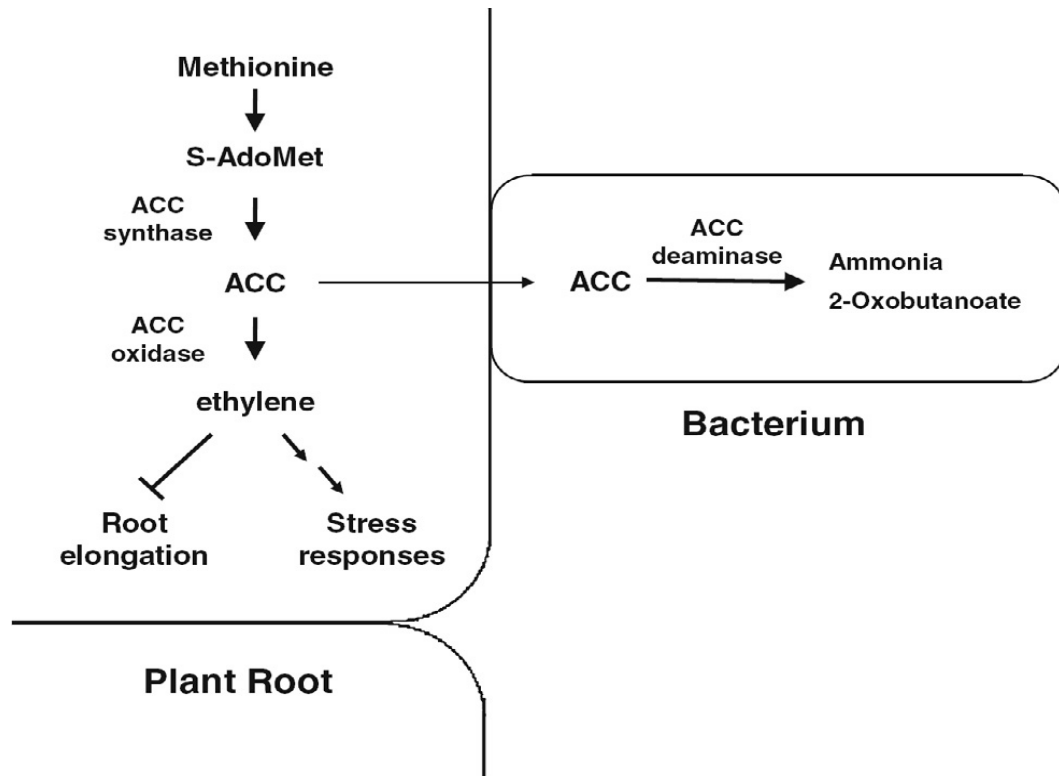 Methionine
S-AdoMet
ACC
synthase
ACC
ACC
oxidase
ethylene
Root
elongation
Stress
responses
Plant Root
ACC
ACC
deaminase
Ammonia
2-Oxobutanoate
Bacterium